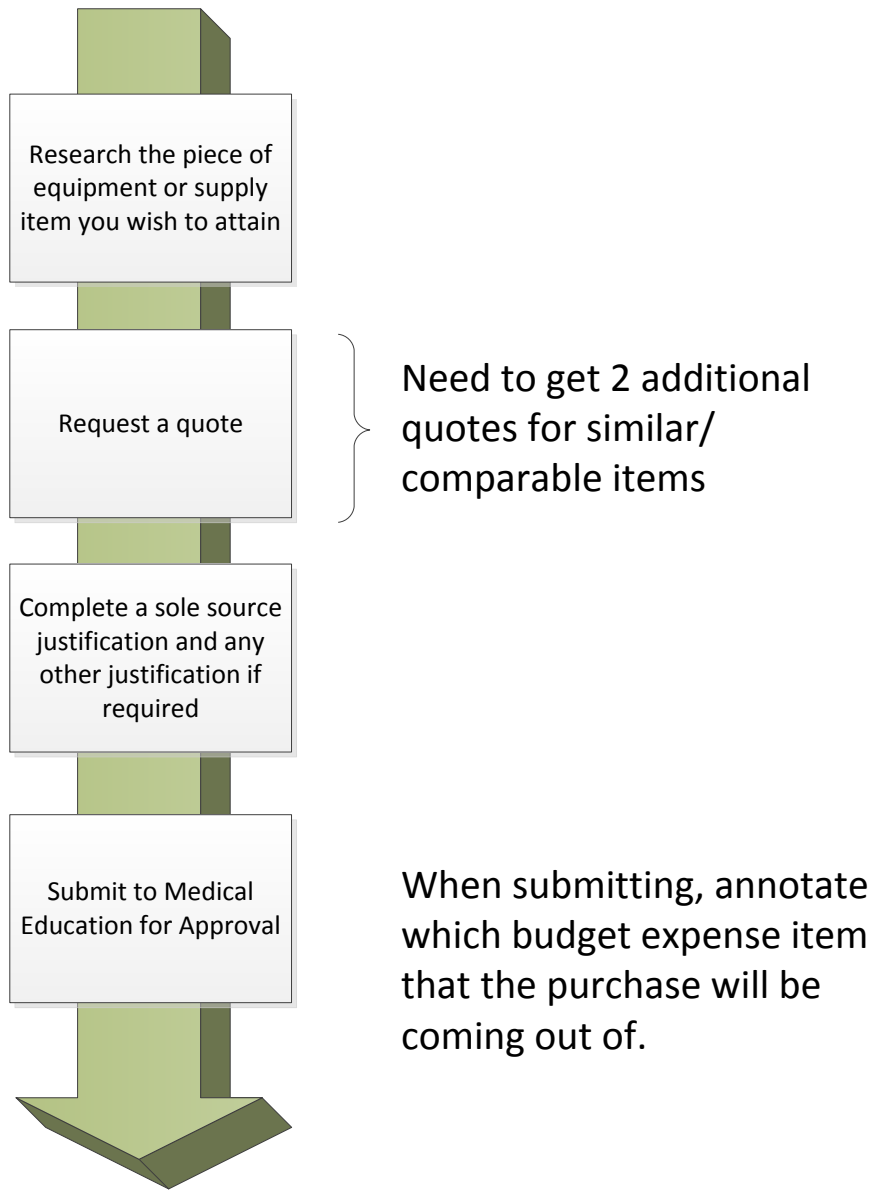 Research the piece of
equipment or supply
item you wish to attain
Request a quote
Need to get 2 additional
quotes for similar/
comparable items
Complete a sole source
justification and any
other justification if
required
Submit to Medical
Education for Approval
When submitting, annotate
which budget expense item
that the purchase will be
coming out of.